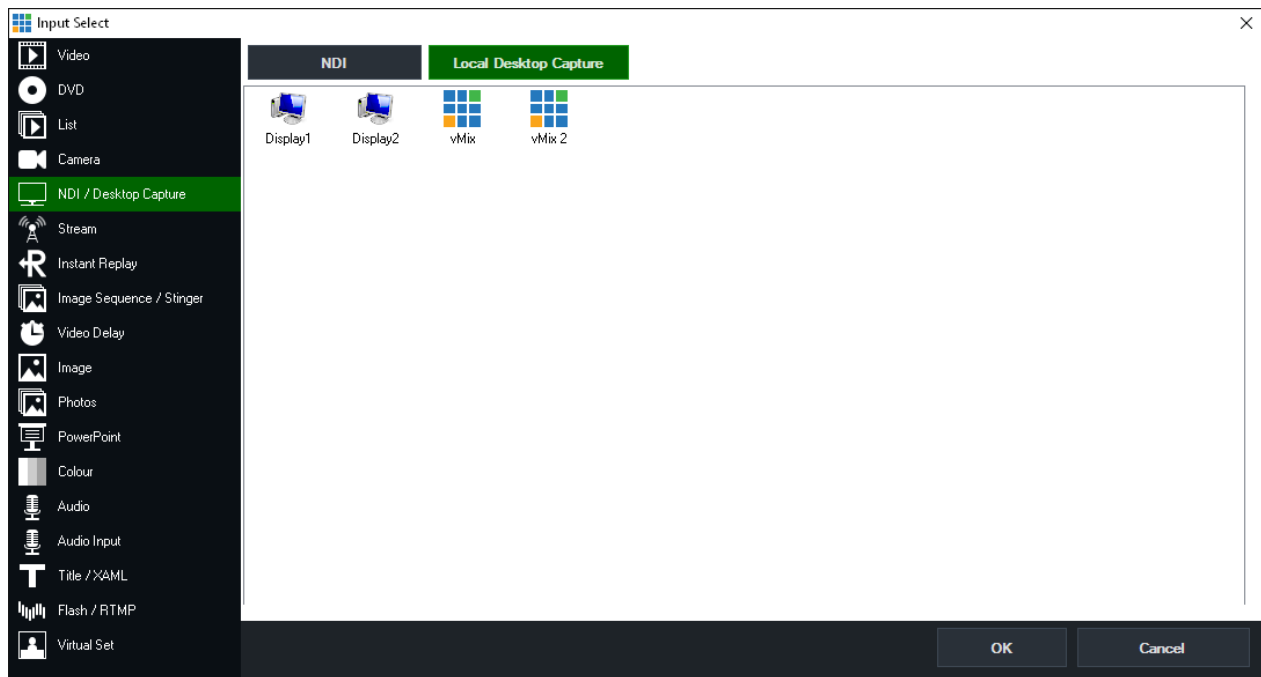 Input Select
Video
DVD
List
Camera
NDI / Desktop Capture
Stream
Instant Replay
Image Sequence / Stinger
Video Delay
Image
Photos
PowerPoint
Colour
Audio
Audio Input
Title / XAML
Flash / RTMP
Virtual Set
NDI Local Desktop Capture
Display1 Display2 vMix vMix 2
OK Cancel